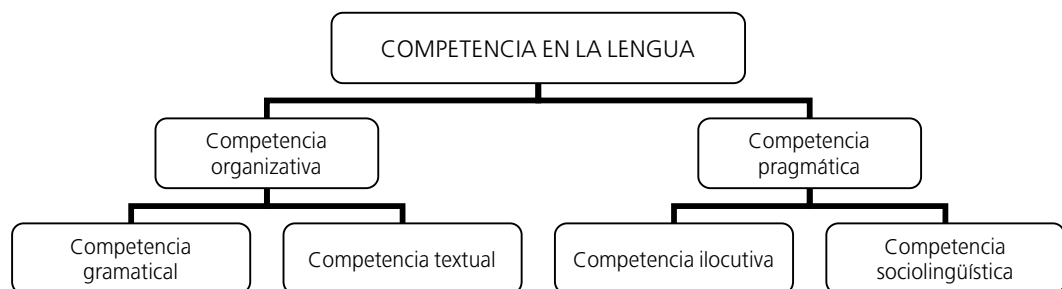 COMPETENCIA EN LA LENGUA
Competencia
organizativa
Competencia
pragmática
Competencia
gramatical
Competencia textual
Competencia ilocutiva
Competencia
sociolingüística